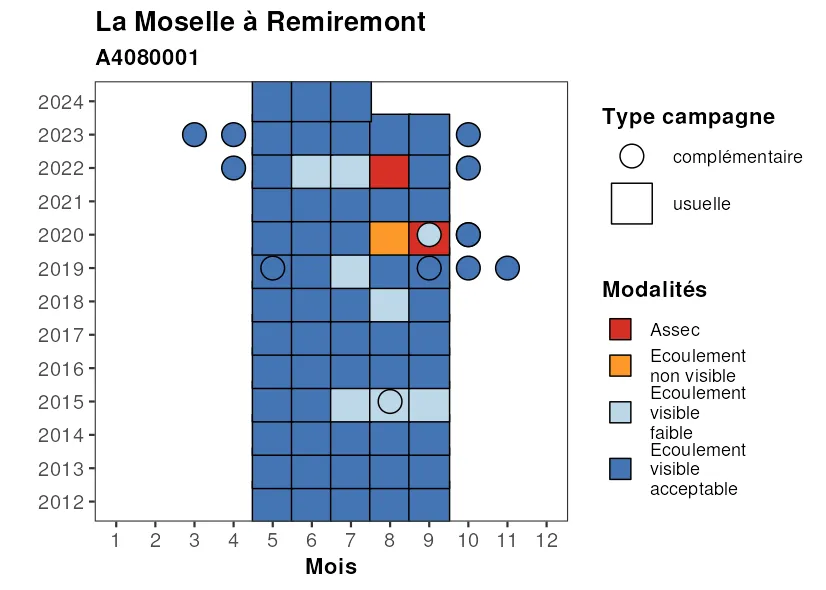 La Moselle à Remiremont
A4080001
2024
2023
2022
2021
2020
2019
2018
2017
2016
2015
2014
2013
2012
1 2 3 4 5 6 7 8 9 10 11 12
Mois
Type campagne
complémentaire
usuelle
Modalités
Assec
Ecoulement
non visible
Ecoulement
visible
faible
Ecoulement
visible
acceptable